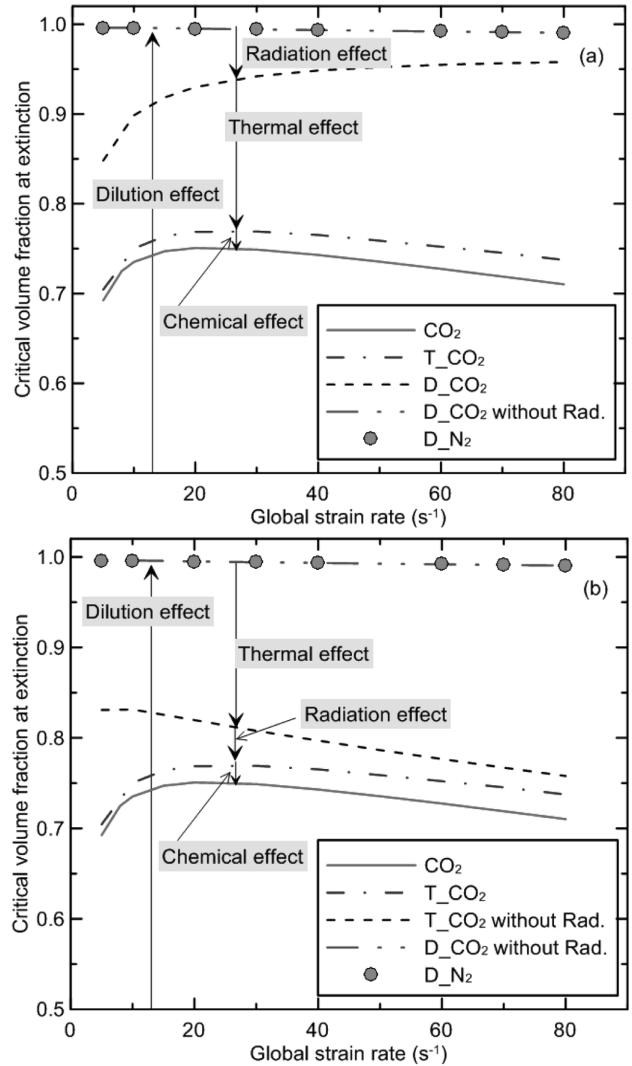 1.0
Radiation effect
(a)
0.9
Thermal effect
0.8
Dilution effect
0.7
Chemical effect
0.6
0.5
Critical volume fraction at extinction
CO₂
T_CO₂
D_CO₂
D_CO₂ without Rad.
D_N₂
0 20 40 60 80
Global strain rate (s⁻¹)
1.0
(b)
Dilution effect
0.9
Thermal effect
Radiation effect
0.8
0.7
Chemical effect
0.6
0.5
Critical volume fraction at extinction
CO₂
T_CO₂
T_CO₂ without Rad.
D_CO₂ without Rad.
D_N₂
0 20 40 60 80
Global strain rate (s⁻¹)